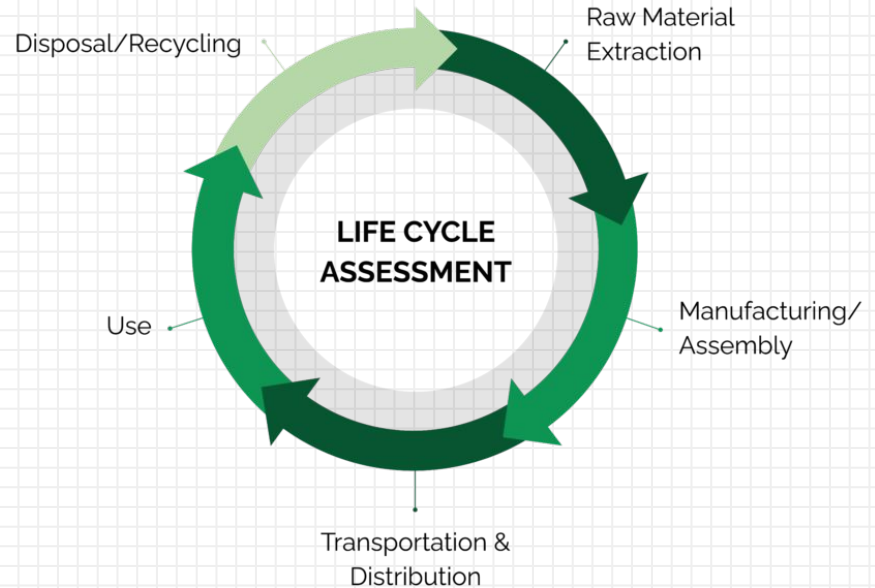 Disposal/Recycling
Raw Material
Extraction
LIFE CYCLE
ASSESSMENT
Use
Manufacturing/
Assembly
Transportation &
Distribution